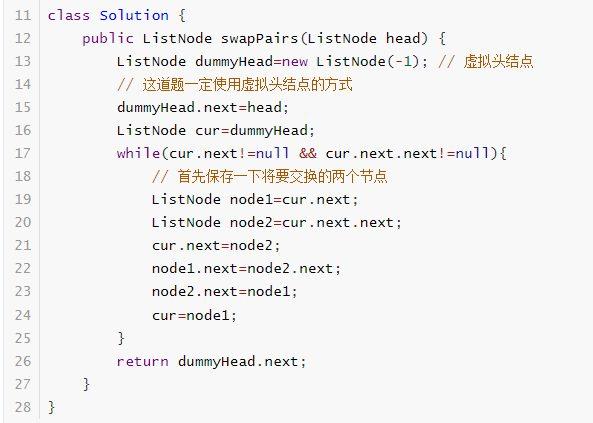 11 class Solution {
12     public ListNode swapPairs(ListNode head) {
13         ListNode dummyHead=new ListNode(-1); // 虚拟头结点
14         // 这道题一定使用虚拟头结点的方式
15         dummyHead.next=head;
16         ListNode cur=dummyHead;
17         while(cur.next!=null && cur.next.next!=null){
18             // 首先保存一下将要交换的两个节点
19             ListNode node1=cur.next;
20             ListNode node2=cur.next.next;
21             cur.next=node2;
22             node1.next=node2.next;
23             node2.next=node1;
24             cur=node1;
25         }
26         return dummyHead.next;
27     }
28 }